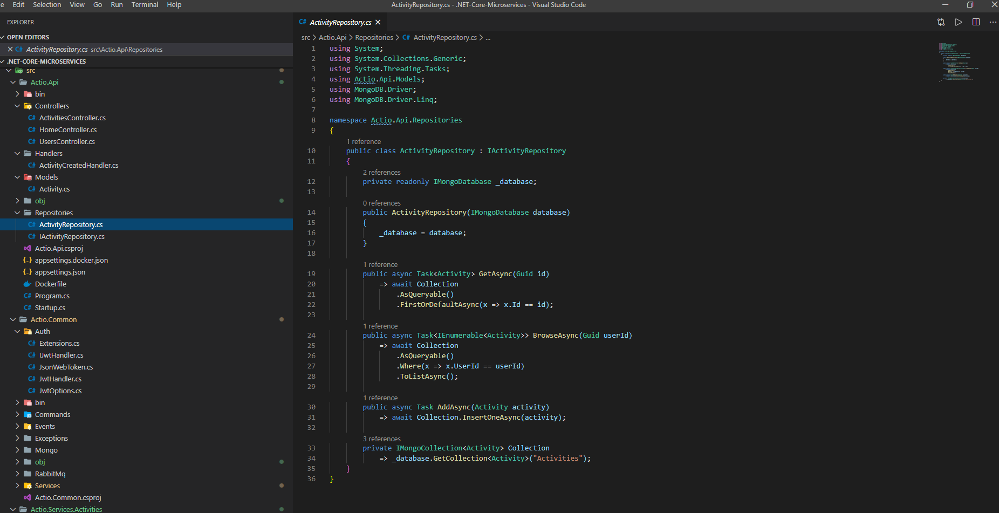 e Edit Selection View Go Run Terminal Help
ActivityRepository.cs - .NET-Core-Microservices - Visual Studio Code
EXPLORER
OPEN EDITORS
C# ActivityRepository.cs src\Actio.Api\Repositories
.NET-CORE-MICROSERVICES
src
Actio.Api
bin
Controllers
C# ActivitiesController.cs
C# HomeController.cs
C# UsersController.cs
Handlers
C# ActivityCreatedHandler.cs
Models
C# Activity.cs
obj
Repositories
C# ActivityRepository.cs
C# IActivityRepository.cs
Actio.Api.csproj
{..} appsettings.docker.json
{..} appsettings.json
Dockerfile
C# Program.cs
C# Startup.cs
Actio.Common
Auth
C# Extensions.cs
C# IJwtHandler.cs
C# JsonWebToken.cs
C# JwtHandler.cs
C# JwtOptions.cs
bin
Commands
Events
Exceptions
Mongo
obj
RabbitMq
Services
Actio.Common.csproj
Actio.Services.Activities
C# ActivityRepository.cs
src > Actio.Api > Repositories > C# ActivityRepository.cs > ...
1 using System;
2 using System.Collections.Generic;
3 using System.Threading.Tasks;
4 using Actio.Api.Models;
5 using MongoDB.Driver;
6 using MongoDB.Driver.Linq;
7
8 namespace Actio.Api.Repositories
9 {
1 reference
10 public class ActivityRepository : IActivityRepository
11 {
2 references
12 private readonly IMongoDatabase _database;
13
0 references
14 public ActivityRepository(IMongoDatabase database)
15 {
16 _database = database;
17 }
18
1 reference
19 public async Task<Activity> GetAsync(Guid id)
20 => await Collection
21 .AsQueryable()
22 .FirstOrDefaultAsync(x => x.Id == id);
23
1 reference
24 public async Task<IEnumerable<Activity>> BrowseAsync(Guid userId)
25 => await Collection
26 .AsQueryable()
27 .Where(x => x.UserId == userId)
28 .ToListAsync();
29
1 reference
30 public async Task AddAsync(Activity activity)
31 => await Collection.InsertOneAsync(activity);
32
3 references
33 private IMongoCollection<Activity> Collection
34 => _database.GetCollection<Activity>("Activities");
35 }
36 }